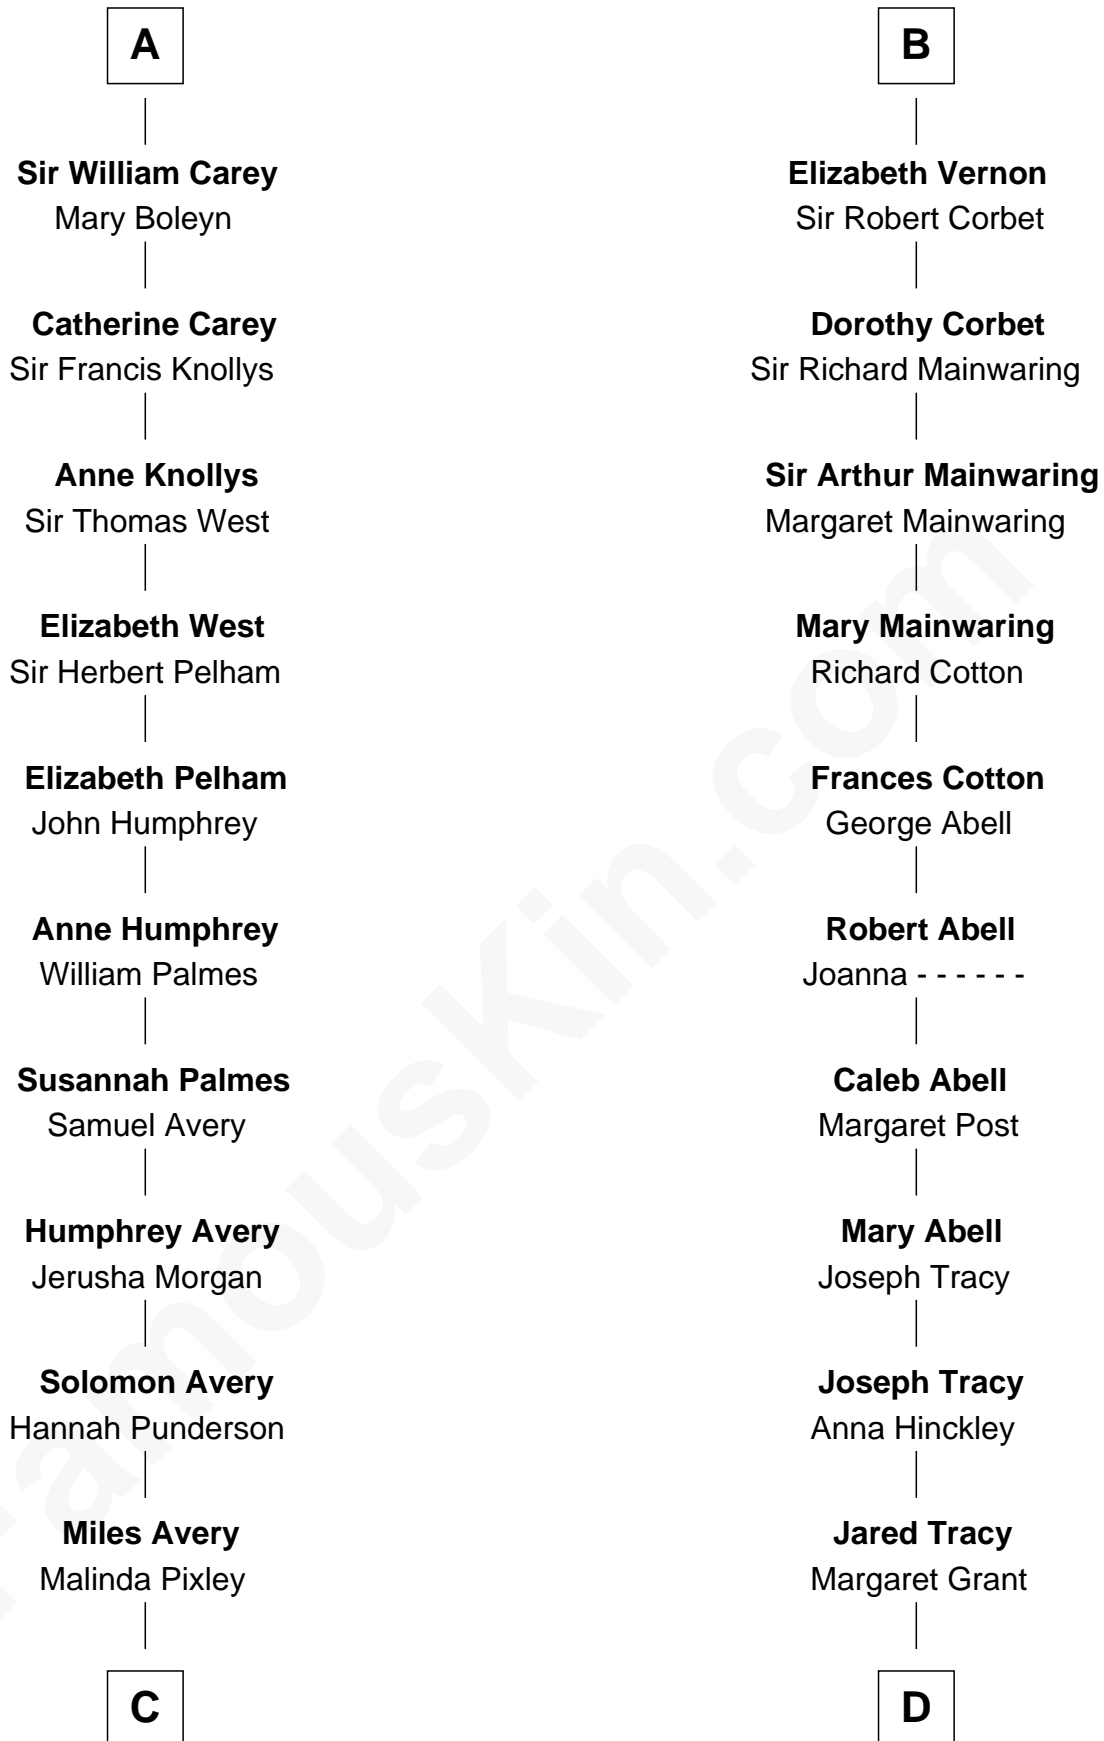 A
Sir William Carey
Mary Boleyn
Catherine Carey
Sir Francis Knollys
Anne Knollys
Sir Thomas West
Elizabeth West
Sir Herbert Pelham
Elizabeth Pelham
John Humphrey
Anne Humphrey
William Palmes
Susannah Palmes
Samuel Avery
Humphrey Avery
Jerusha Morgan
Solomon Avery
Hannah Punderson
Miles Avery
Malinda Pixley
C
B
Elizabeth Vernon
Sir Robert Corbet
Dorothy Corbet
Sir Richard Mainwaring
Sir Arthur Mainwaring
Margaret Mainwaring
Mary Mainwaring
Richard Cotton
Frances Cotton
George Abell
Robert Abell
Joanna - - - - - -
Caleb Abell
Margaret Post
Mary Abell
Joseph Tracy
Joseph Tracy
Anna Hinckley
Jared Tracy
Margaret Grant
D
FamousKin.com